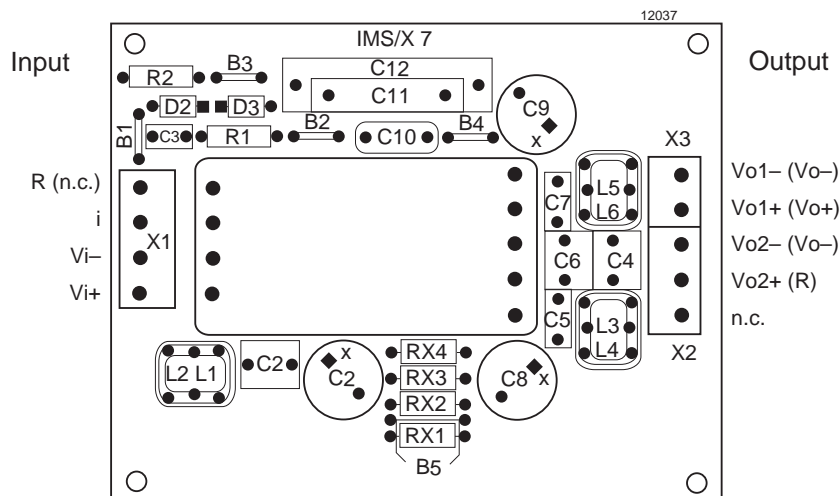 12037
IMS/X 7
Input
Output
B3
R2
C12
C11
C9
x
D2
D3
B1
C3
R1
B2
C10
B4
X3
R (n.c.)
i
Vi–
Vi+
X1
C7
L5
L6
Vo1– (Vo–)
Vo1+ (Vo+)
Vo2– (Vo–)
Vo2+ (R)
n.c.
C6
C4
C5
L3
L4
X2
L2 L1
C2
x
C2
RX4
RX3
RX2
RX1
B5
C8
x